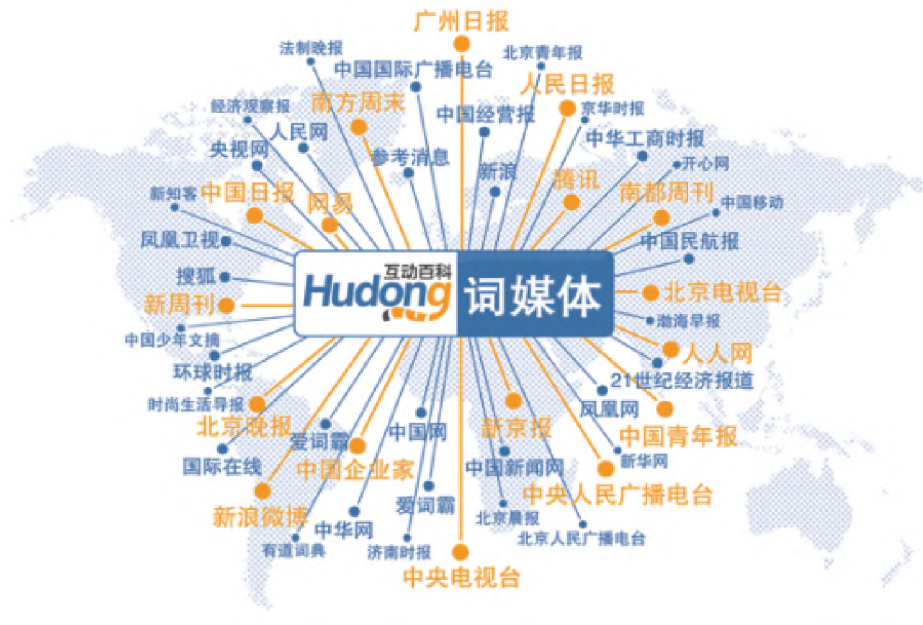 广州日报
法制晚报
北京青年报
中国国际广播电台
人民日报
经济观察报
南方周末
中国经营报
京华时报
人民网
中华工商时报
央视网
参考消息
新浪
开心网
新知客
中国日报
网易
腾讯
南都周刊
中国移动
凤凰卫视
中国民航报
搜狐
互动百科
Hudong
词媒体
北京电视台
新周刊
渤海早报
中国少年文摘
人人网
环球时报
21世纪经济报道
时尚生活导报
凤凰网
北京晚报
爱词霸
中国网
新京报
中国青年报
国际在线
中国企业家
中国新闻网
新华网
中央人民广播电台
新浪微博
中华网
爱词霸
北京晨报
北京人民广播电台
有道词典
济南时报
中央电视台